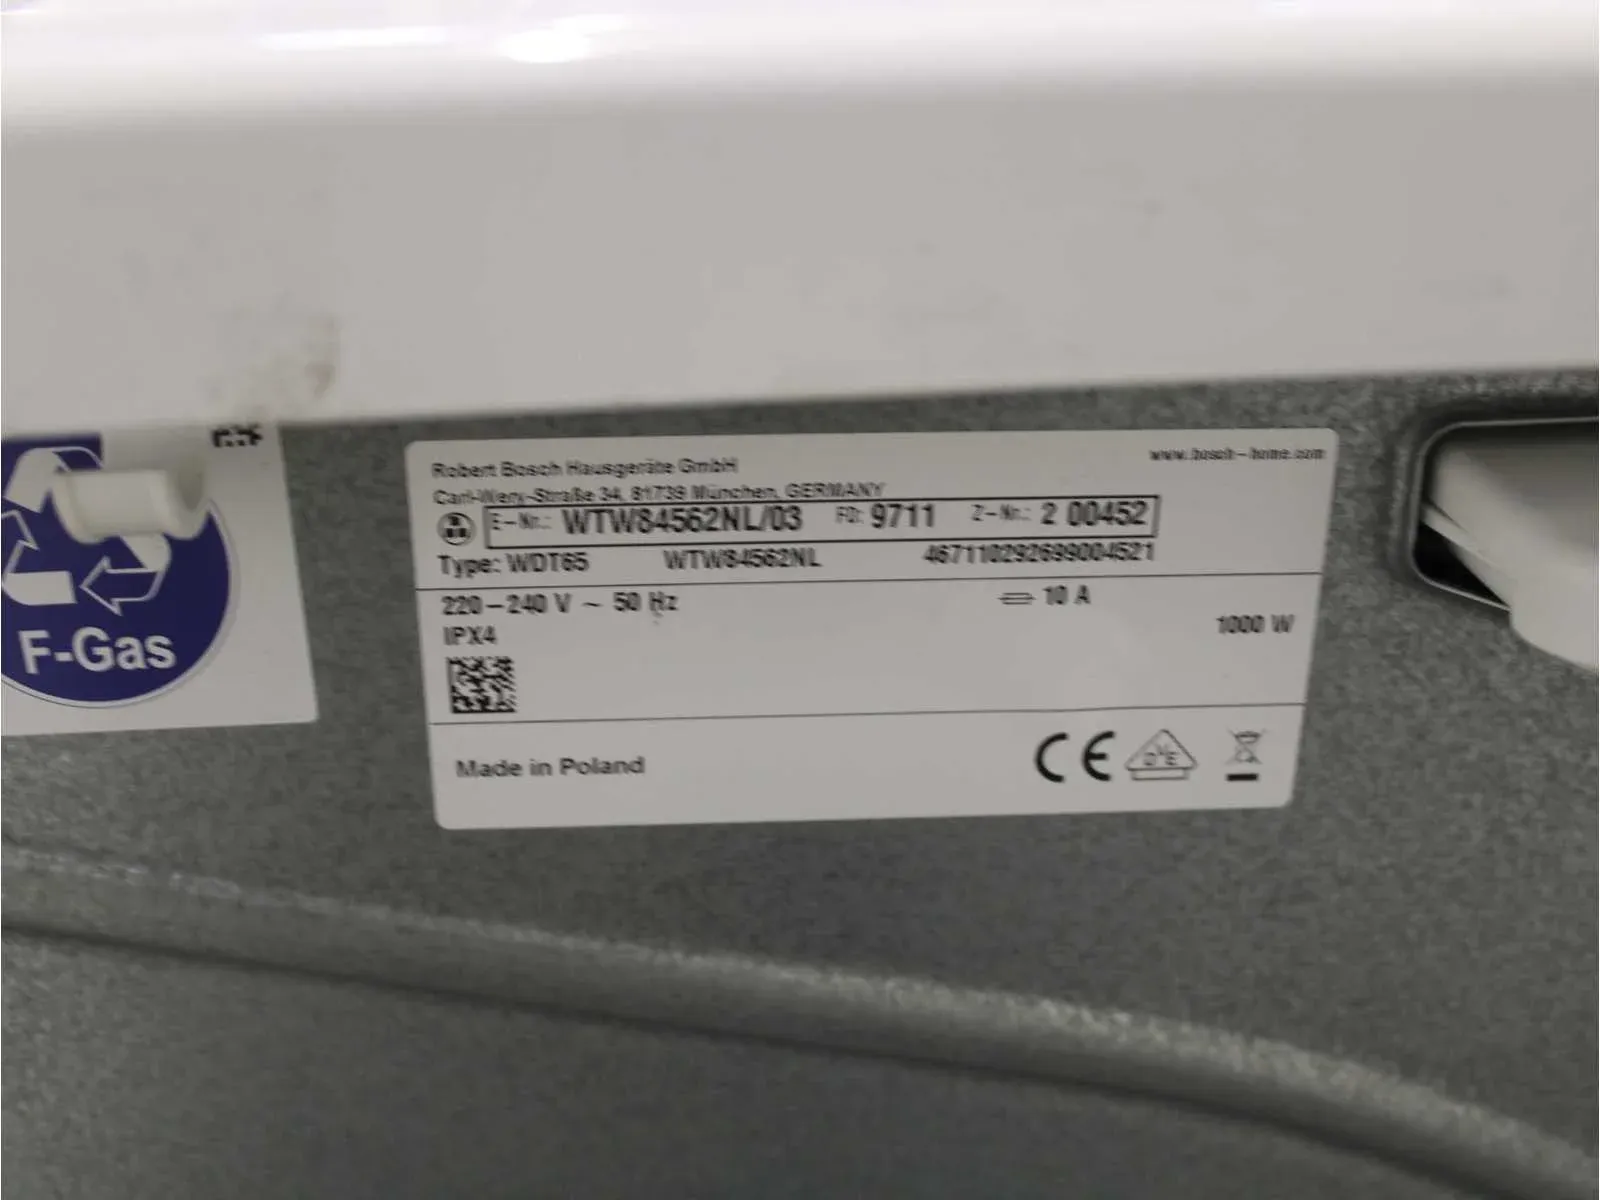 Robert Bosch Hausgeräte GmbH
www.bosch-home.com
Carl-Wery-Straße 34, 81739 München, GERMANY
E-Nr.: WTW84562NL/03 FD: 9711 Z-Nr.: 2 00452
Type: WDT65 WTW84562NL 467110292699004521
220-240 V ~ 50 Hz 10 A
IPX4 1000 W
Made in Poland
CE
DVE
F-Gas